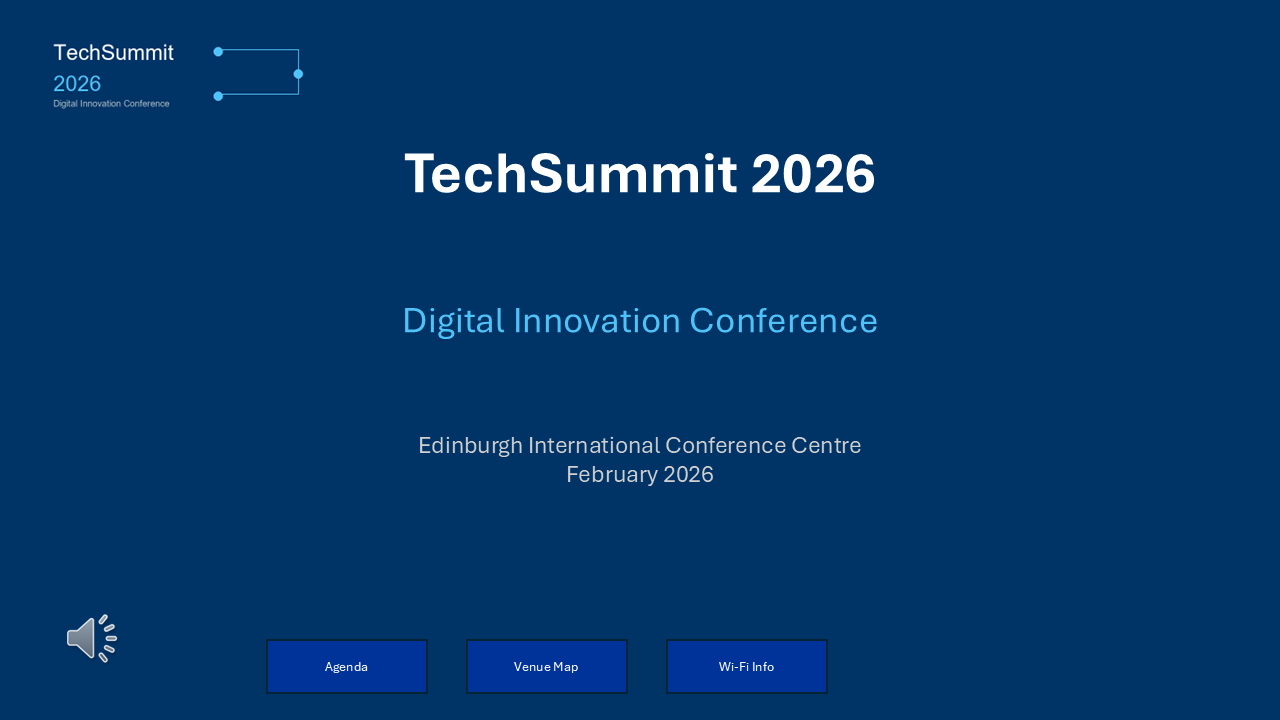 TechSummit
2026
Digital Innovation Conference
TechSummit 2026
Digital Innovation Conference
Edinburgh International Conference Centre
February 2026
Agenda
Venue Map
Wi-Fi Info